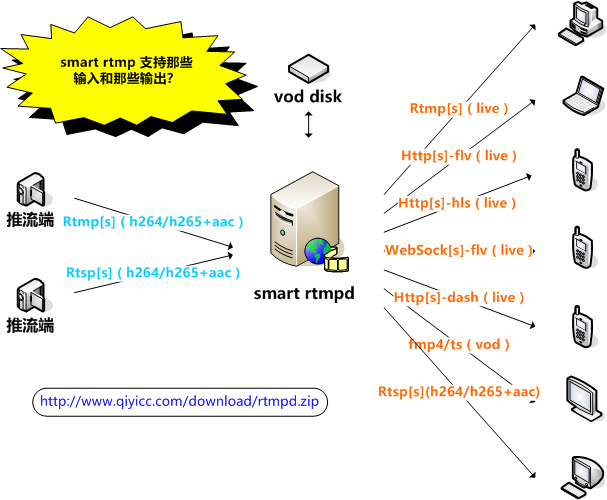 smart rtmp 支持那些
输入和那些输出?
vod disk
Rtmp[s] ( live )
Http[s]-flv ( live )
Http[s]-hls ( live )
推流端
Rtmp[s] ( h264/h265+aac )
WebSock[s]-flv ( live )
Rtsp[s] ( h264/h265+aac )
smart rtmpd
Http[s]-dash ( live )
推流端
fmp4/ts ( vod )
Rtsp[s](h264/h265+aac)
http://www.qiyicc.com/download/rtmpd.zip